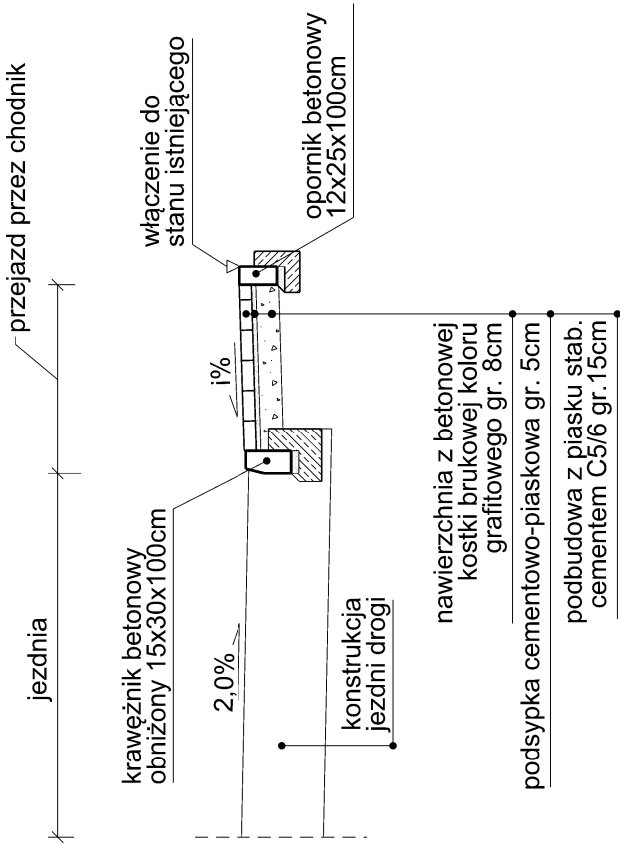 jezdnia
przejazd przez chodnik
krawężnik betonowy
obniżony 15x30x100cm
włączenie do
stanu istniejącego
2,0%
i%
opornik betonowy
12x25x100cm
konstrukcja
jezdni drogi
nawierzchnia z betonowej
kostki brukowej koloru
grafitowego gr. 8cm
podsypka cementowo-piaskowa gr. 5cm
podbudowa z piasku stab.
cementem C5/6 gr.15cm